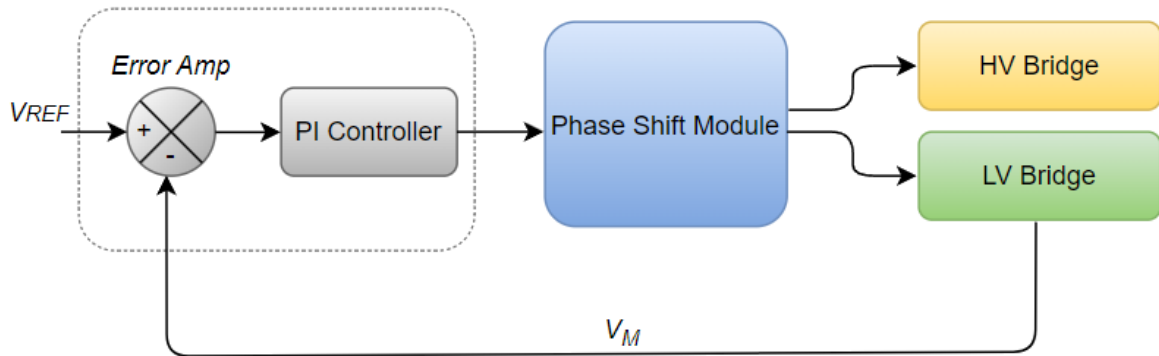 Error Amp
VREF
+
-
PI Controller
Phase Shift Module
HV Bridge
LV Bridge
VM